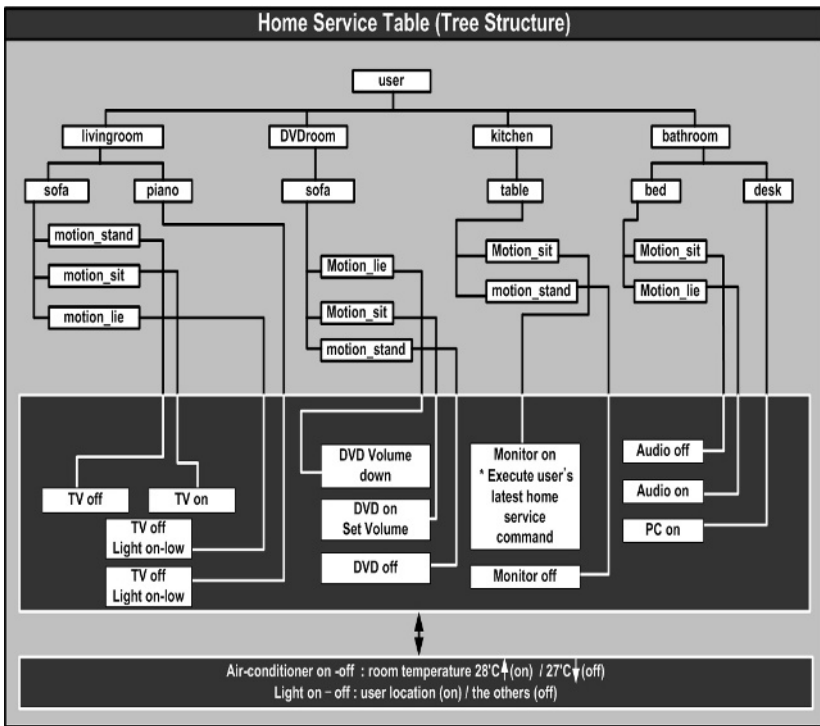 Home Service Table (Tree Structure)
user
livingroom
DVDroom
kitchen
bathroom
sofa
piano
sofa
table
bed
desk
motion_stand
motion_sit
motion_lie
Motion_lie
Motion_sit
motion_stand
Motion_sit
motion_stand
Motion_sit
Motion_lie
TV off
TV on
TV off
Light on-low
TV off
Light on-low
DVD Volume
down
DVD on
Set Volume
DVD off
Monitor on
* Execute user's
latest home
service
command
Monitor off
Audio off
Audio on
PC on
Air-conditioner on -off : room temperature 28'C (on) / 27'C (off)
Light on – off : user location (on) / the others (off)